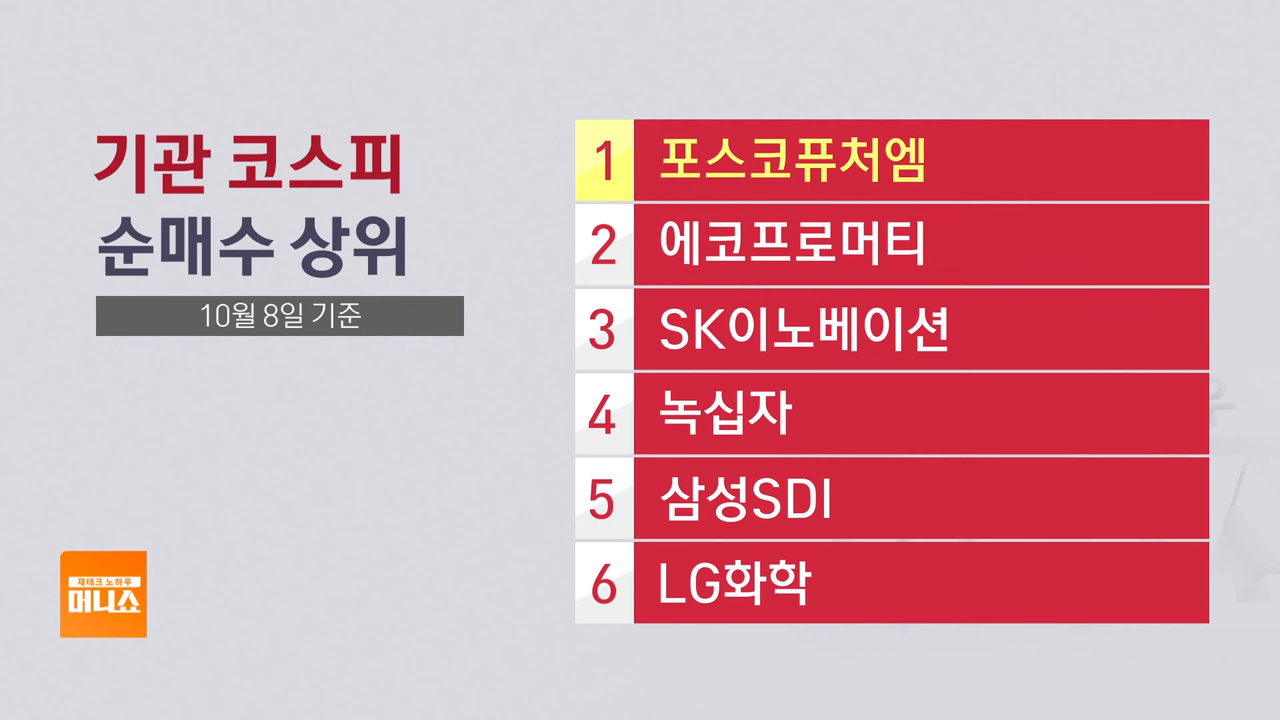 기관 코스피
순매수 상위
10월 8일 기준
1 포스코퓨처엠
2 에코프로머티
3 SK이노베이션
4 녹십자
5 삼성SDI
6 LG화학
재테크 노하우
머니쇼